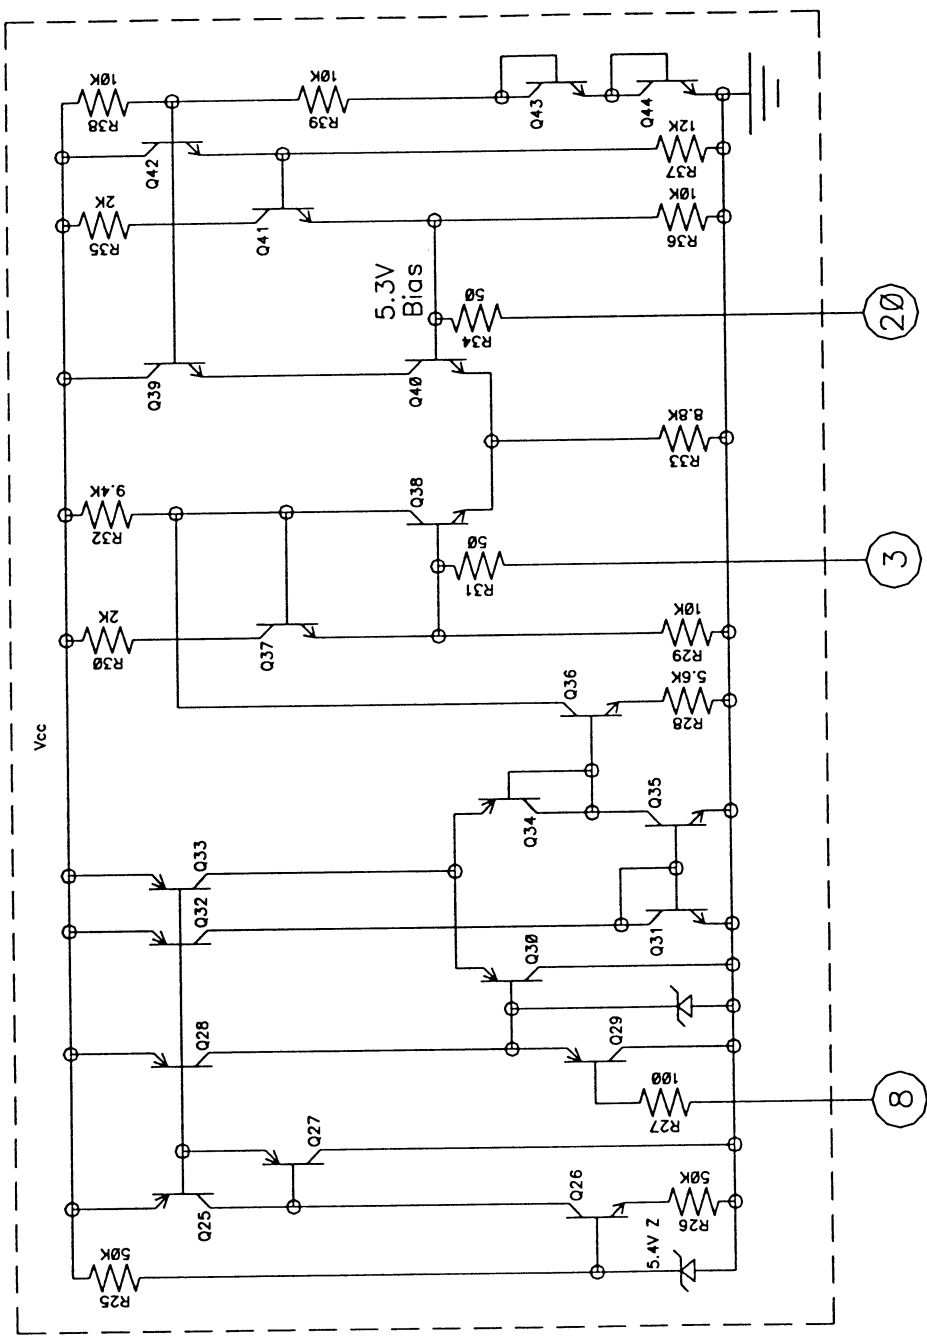 Vcc
R25
50K
Q25
Q27
Q26
R26
50K
5.4V Z
R27
100
8
Q28
Q29
Q30
Q32
Q33
Q31
Q34
Q35
Q36
R28
5.6K
R29
10K
R30
2K
Q37
R31
50
3
R32
9.4K
Q38
R33
8.8K
Q39
Q40
R34
50
20
5.3V
Bias
R35
2K
Q41
R36
10K
Q42
R37
12K
R38
10K
R39
10K
Q43
Q44